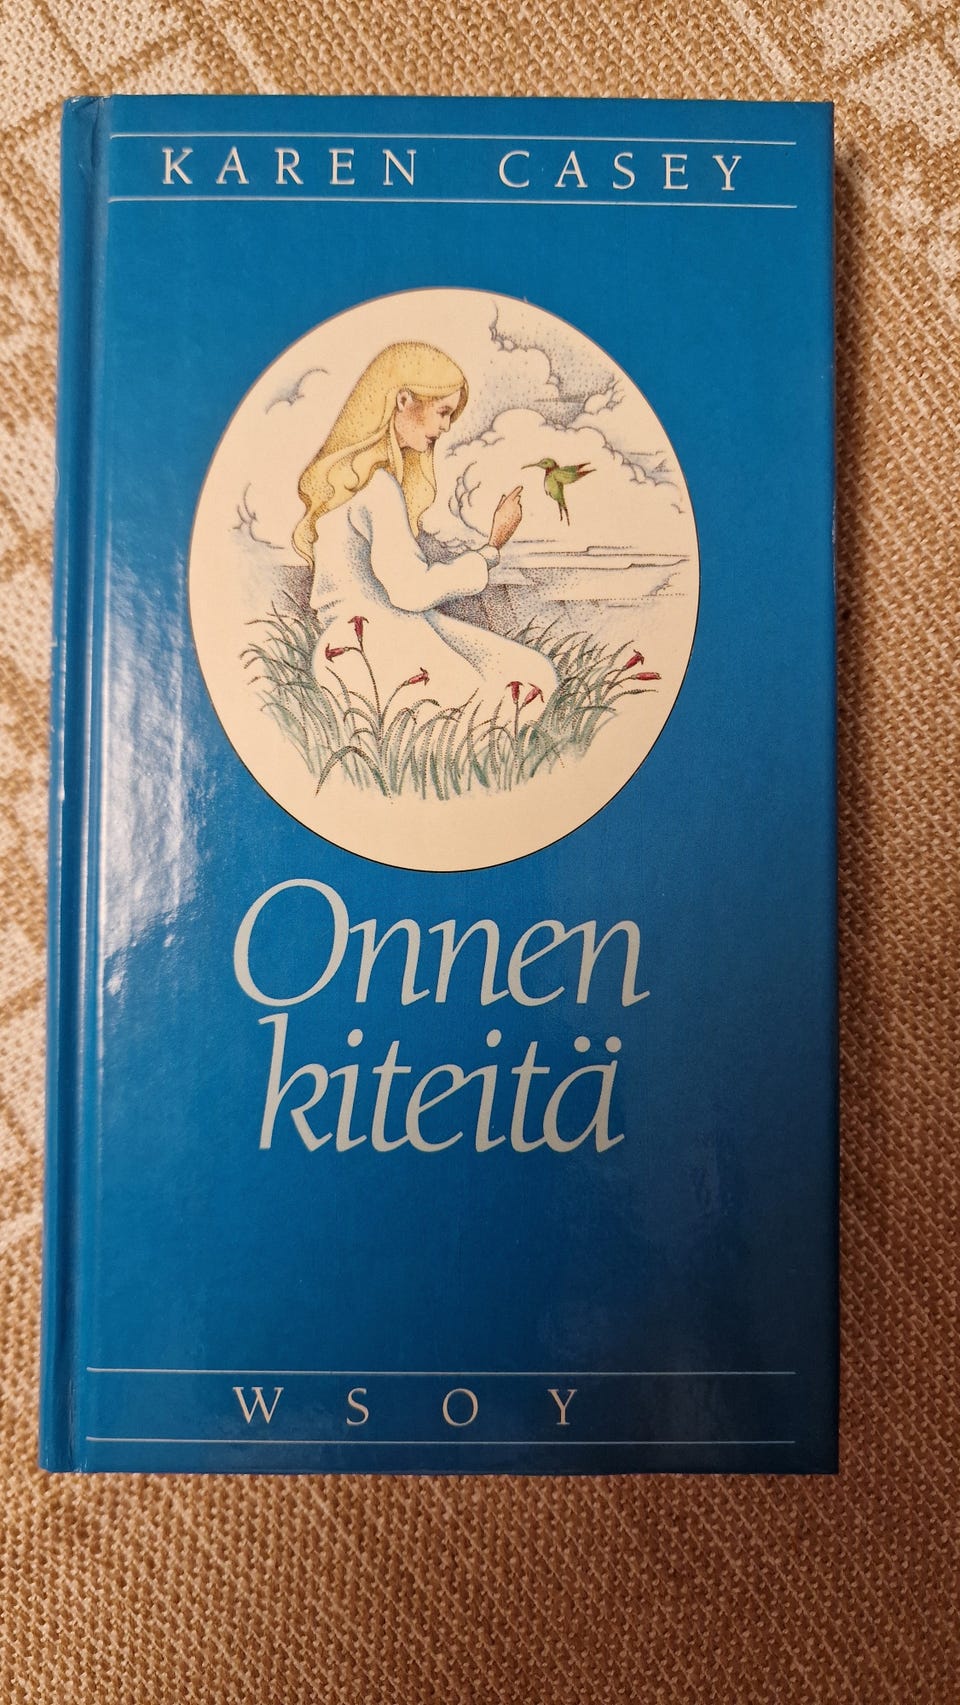 KAREN CASEY
Onnen
kiteitä
WSOY